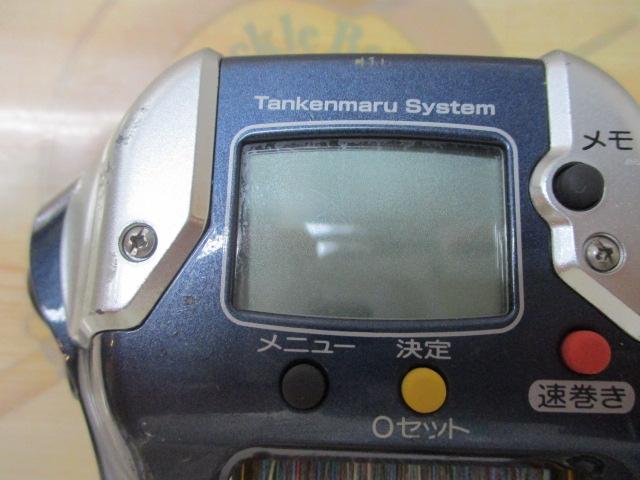 Tankenmaru System
メモ
メニュー
決定
速巻き
0セット